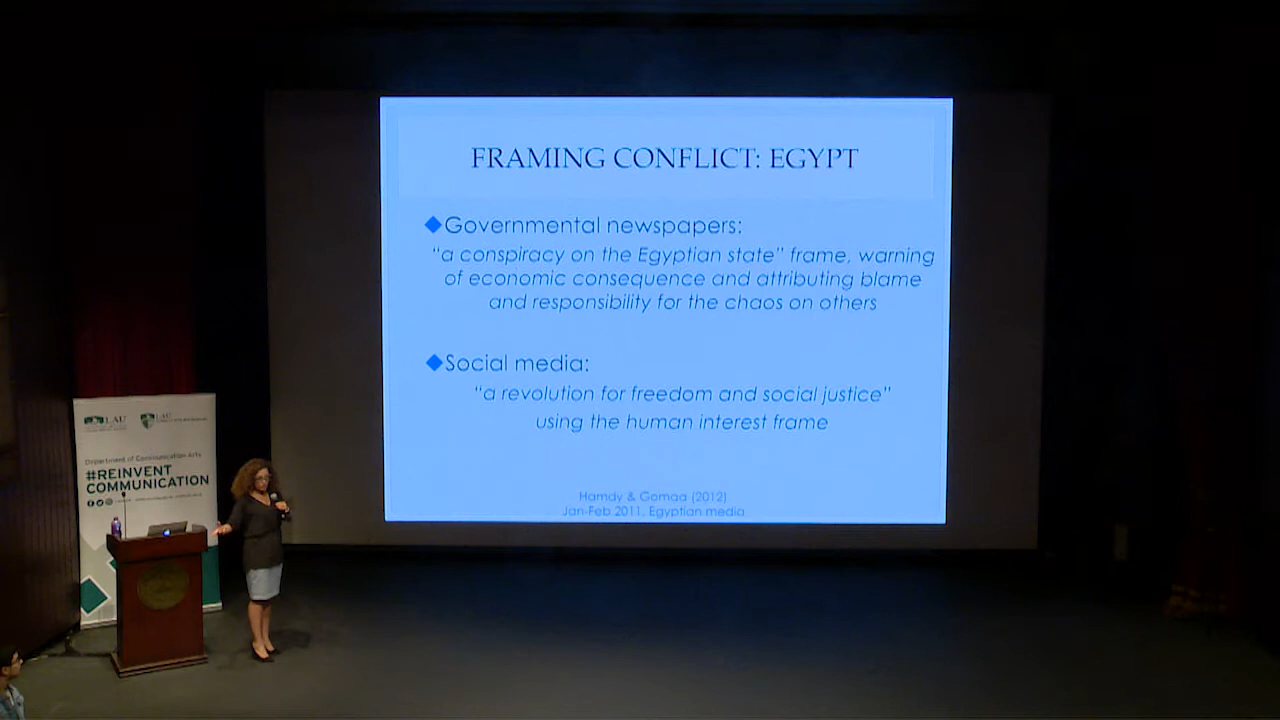 FRAMING CONFLICT: EGYPT
Governmental newspapers:
“a conspiracy on the Egyptian state” frame, warning
of economic consequence and attributing blame
and responsibility for the chaos on others
Social media:
“a revolution for freedom and social justice”
using the human interest frame
Hamdy & Gomaa (2012)
Jan-Feb 2011, Egyptian media
LAU
LAU
Department of Communication Arts
#REINVENT
COMMUNICATION